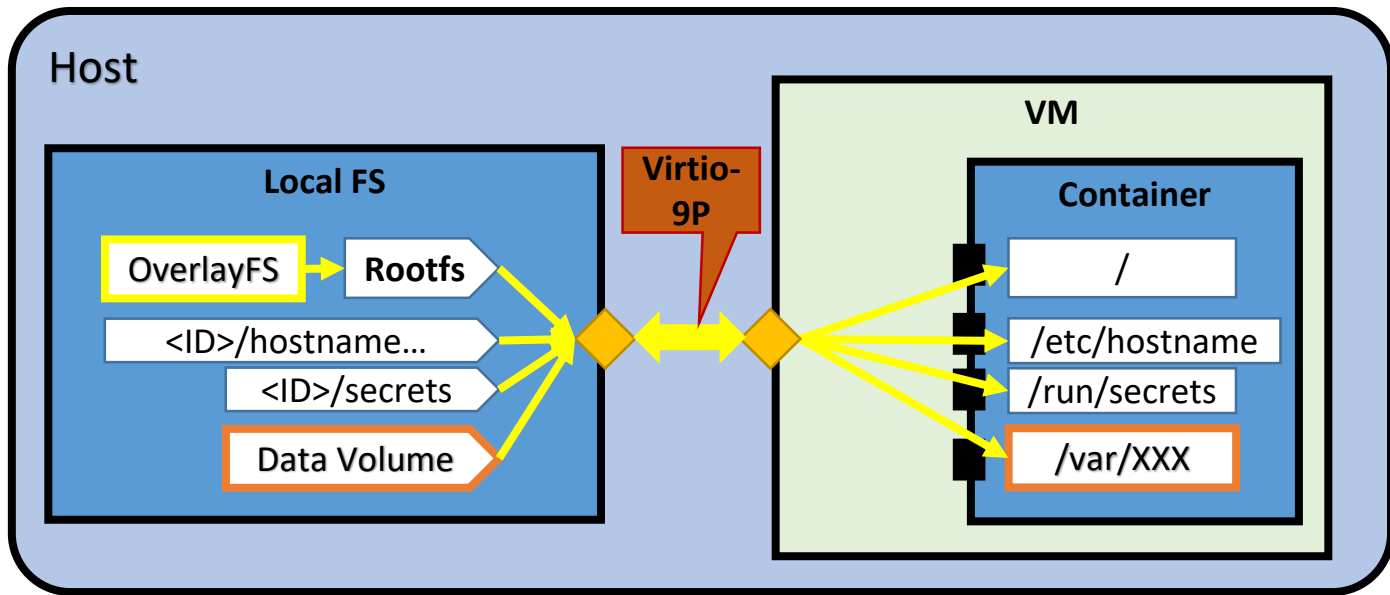 Host
Local FS
OverlayFS
Rootfs
<ID>/hostname...
<ID>/secrets
Data Volume
Virtio-
9P
VM
Container
/
/etc/hostname
/run/secrets
/var/XXX